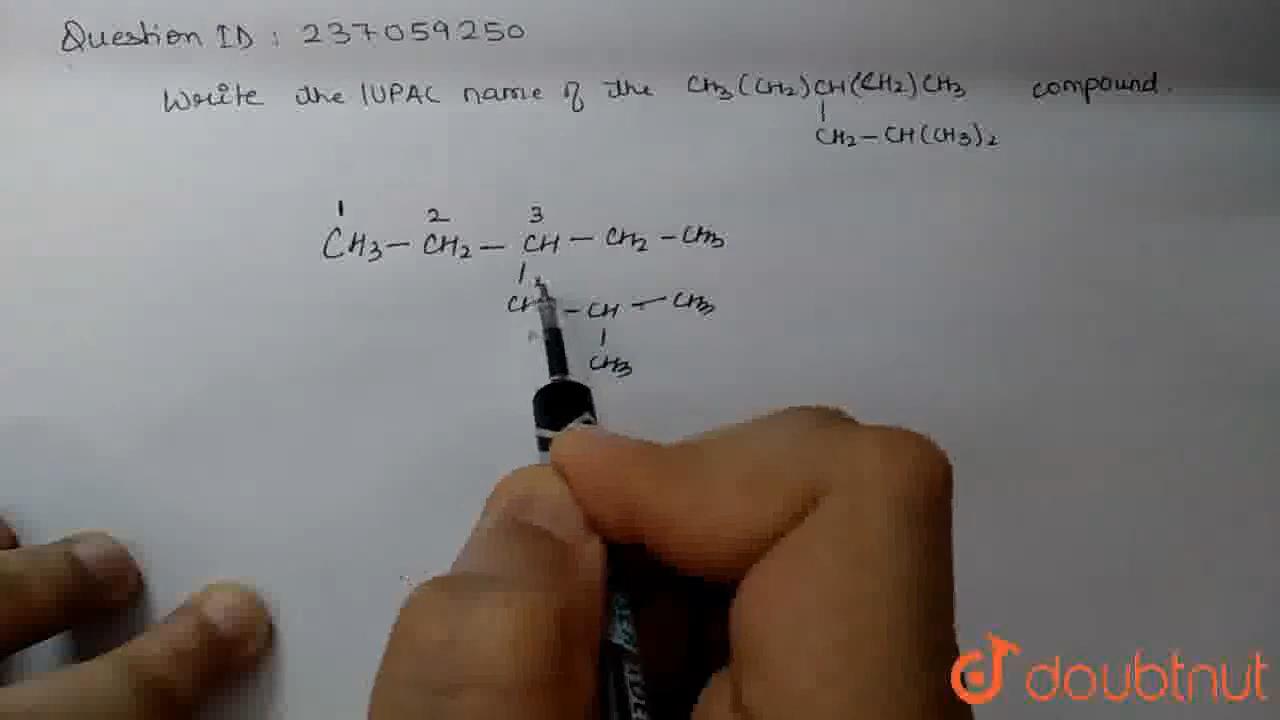 Question ID : 237059250
Write the IUPAC name of the CH3(CH2)CH(CH2)CH3 compound.
|
CH2-CH(CH3)2
1 2 3
CH3-CH2-CH-CH2-CH3
|
-CH-CH3
|
CH3
doubtnut